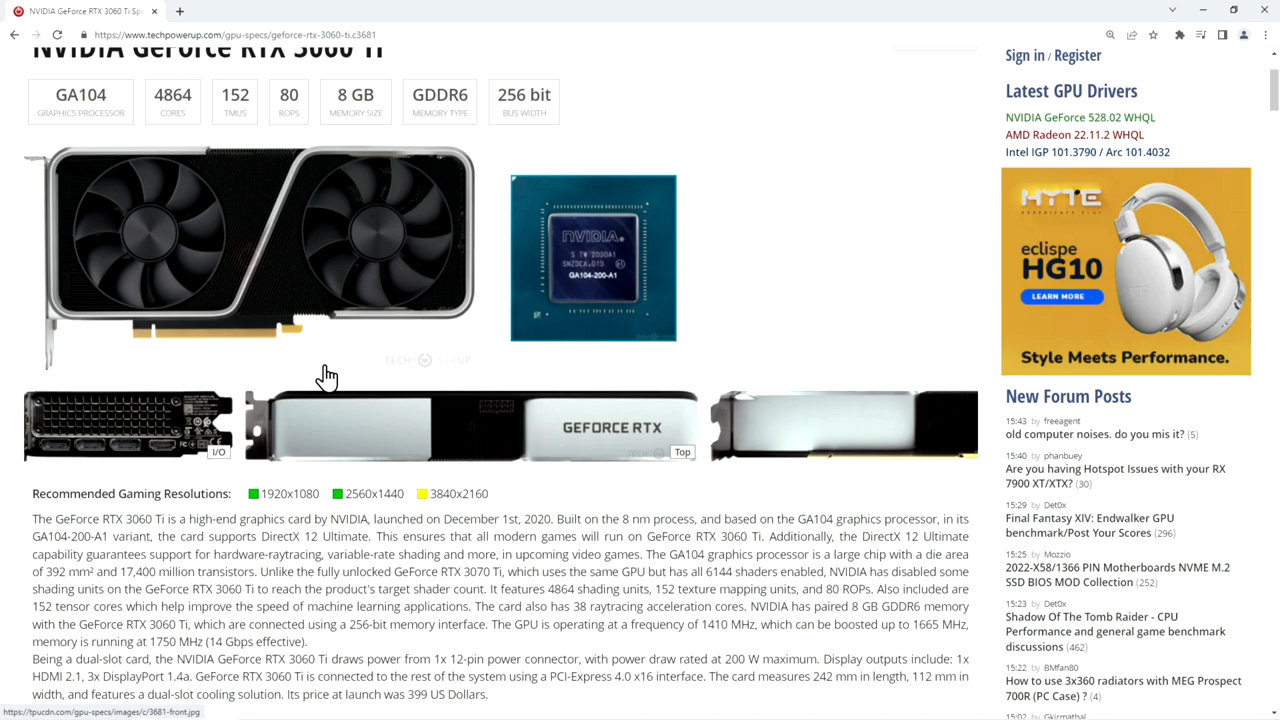 NVIDIA GeForce RTX 3060 Ti Sp
https://www.techpowerup.com/gpu-specs/geforce-rtx-3060-ti.c3681
NVIDIA GeForce RTX 3060 Ti
GA104
GRAPHICS PROCESSOR
4864
CORES
152
TMUS
80
ROPS
8 GB
MEMORY SIZE
GDDR6
MEMORY TYPE
256 bit
BUS WIDTH
NVIDIA
GA104-200-A1
I/O
GEFORCE RTX
Top
Recommended Gaming Resolutions:
1920x1080
2560x1440
3840x2160
The GeForce RTX 3060 Ti is a high-end graphics card by NVIDIA, launched on December 1st, 2020. Built on the 8 nm process, and based on the GA104 graphics processor, in its
GA104-200-A1 variant, the card supports DirectX 12 Ultimate. This ensures that all modern games will run on GeForce RTX 3060 Ti. Additionally, the DirectX 12 Ultimate
capability guarantees support for hardware-raytracing, variable-rate shading and more, in upcoming video games. The GA104 graphics processor is a large chip with a die area
of 392 mm² and 17,400 million transistors. Unlike the fully unlocked GeForce RTX 3070 Ti, which uses the same GPU but has all 6144 shaders enabled, NVIDIA has disabled some
shading units on the GeForce RTX 3060 Ti to reach the product's target shader count. It features 4864 shading units, 152 texture mapping units, and 80 ROPs. Also included are
152 tensor cores which help improve the speed of machine learning applications. The card also has 38 raytracing acceleration cores. NVIDIA has paired 8 GB GDDR6 memory
with the GeForce RTX 3060 Ti, which are connected using a 256-bit memory interface. The GPU is operating at a frequency of 1410 MHz, which can be boosted up to 1665 MHz,
memory is running at 1750 MHz (14 Gbps effective).
Being a dual-slot card, the NVIDIA GeForce RTX 3060 Ti draws power from 1x 12-pin power connector, with power draw rated at 200 W maximum. Display outputs include: 1x
HDMI 2.1, 3x DisplayPort 1.4a. GeForce RTX 3060 Ti is connected to the rest of the system using a PCI-Express 4.0 x16 interface. The card measures 242 mm in length, 112 mm in
width, and features a dual-slot cooling solution. Its price at launch was 399 US Dollars.
https://tpucdn.com/gpu-specs/images/c/3681-front.jpg
Sign in / Register
Latest GPU Drivers
NVIDIA GeForce 528.02 WHQL
AMD Radeon 22.11.2 WHQL
Intel IGP 101.3790 / Arc 101.4032
HYTE
eclispe
HG10
LEARN MORE
Style Meets Performance.
New Forum Posts
15:43 by freeagent
old computer noises. do you mis it? (5)
15:40 by phanbuey
Are you having Hotspot Issues with your RX
7900 XT/XTX? (30)
15:29 by Det0x
Final Fantasy XIV: Endwalker GPU
benchmark/Post Your Scores (296)
15:25 by Mozzio
2022-X58/1366 PIN Motherboards NVME M.2
SSD BIOS MOD Collection (252)
15:23 by Det0x
Shadow Of The Tomb Raider - CPU
Performance and general game benchmark
discussions (462)
15:22 by BMfan80
How to use 3x360 radiators with MEG Prospect
700R (PC Case) ? (4)
15:02 by Gkirmathal